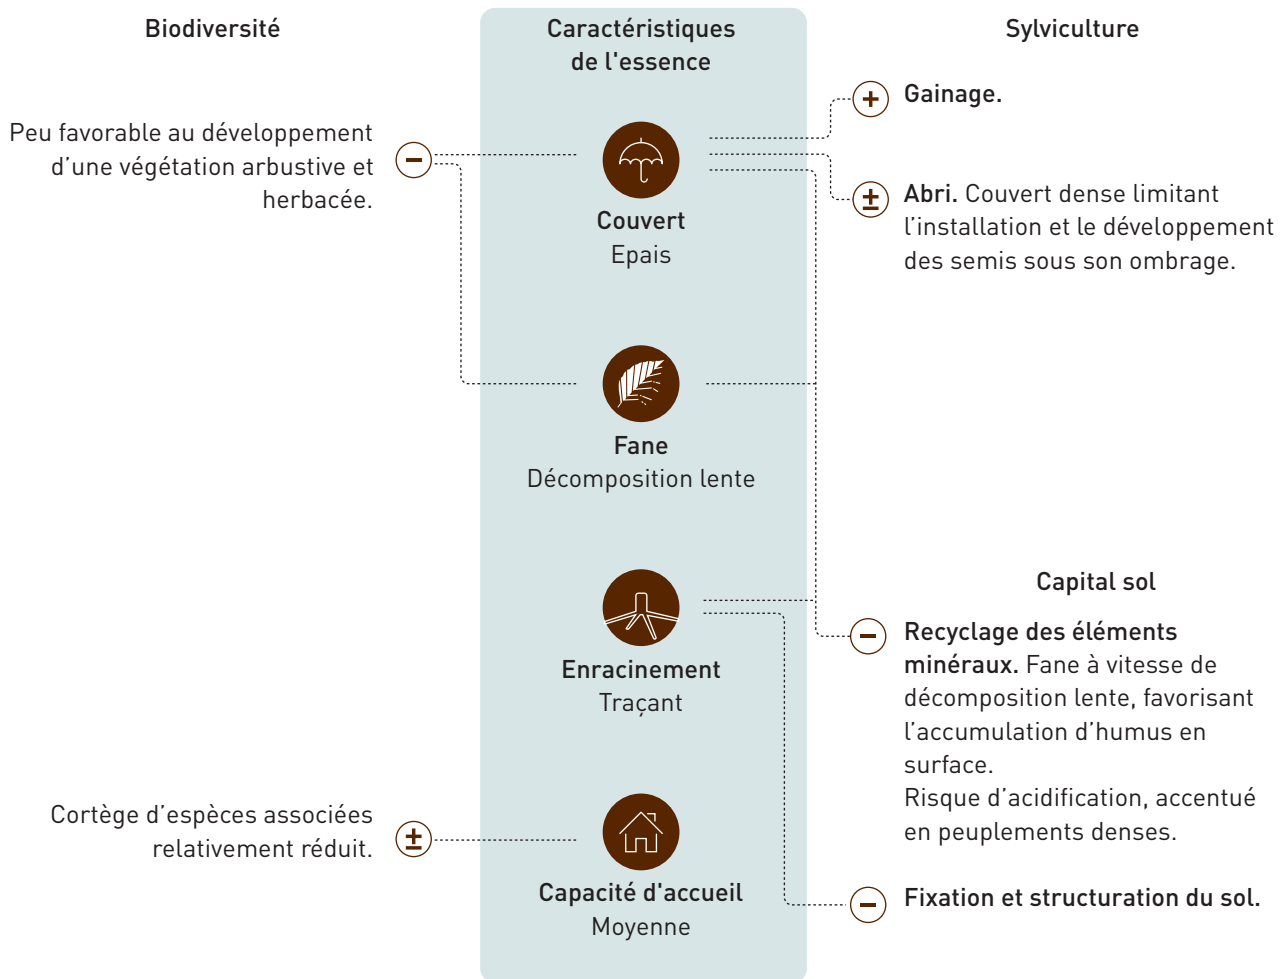 Biodiversité
Peu favorable au développement
d’une végétation arbustive et
herbacée.
Cortège d’espèces associées
relativement réduit.
Caractéristiques
de l'essence
Couvert
Epais
Fane
Décomposition lente
Enracinement
Traçant
Capacité d'accueil
Moyenne
Sylviculture
Gainage.
Abri. Couvert dense limitant
l’installation et le développement
des semis sous son ombrage.
Capital sol
Recyclage des éléments
minéraux. Fane à vitesse de
décomposition lente, favorisant
l’accumulation d’humus en
surface.
Risque d’acidification, accentué
en peuplements denses.
Fixation et structuration du sol.